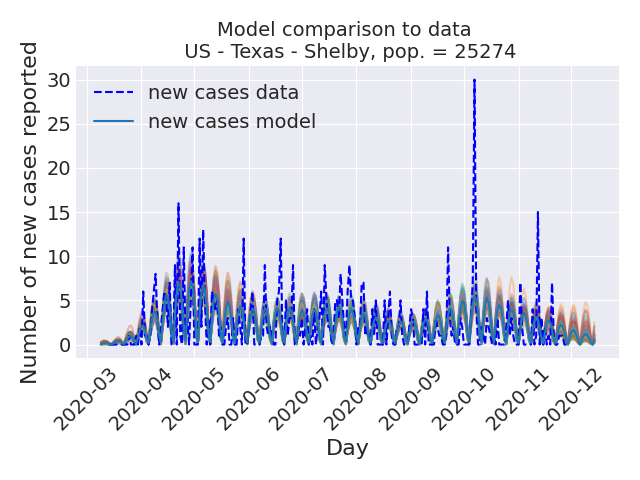 Model comparison to data
US - Texas - Shelby, pop. = 25274
Number of new cases reported
30
25
20
15
10
5
0
new cases data
new cases model
2020-03
2020-04
2020-05
2020-06
2020-07
2020-08
2020-09
2020-10
2020-11
2020-12
Day